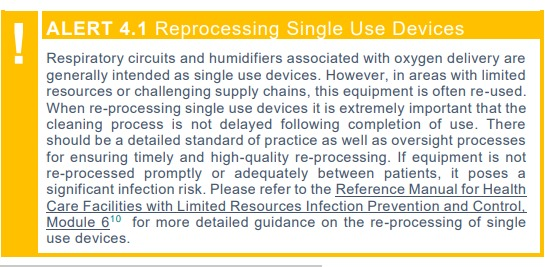 ! ALERT 4.1 Reprocessing Single Use Devices
Respiratory circuits and humidifiers associated with oxygen delivery are
generally intended as single use devices. However, in areas with limited
resources or challenging supply chains, this equipment is often re-used.
When re-processing single use devices it is extremely important that the
cleaning process is not delayed following completion of use. There
should be a detailed standard of practice as well as oversight processes
for ensuring timely and high-quality re-processing. If equipment is not
re-processed promptly or adequately between patients, it poses a
significant infection risk. Please refer to the Reference Manual for Health
Care Facilities with Limited Resources Infection Prevention and Control,
Module 6¹⁰ for more detailed guidance on the re-processing of single
use devices.